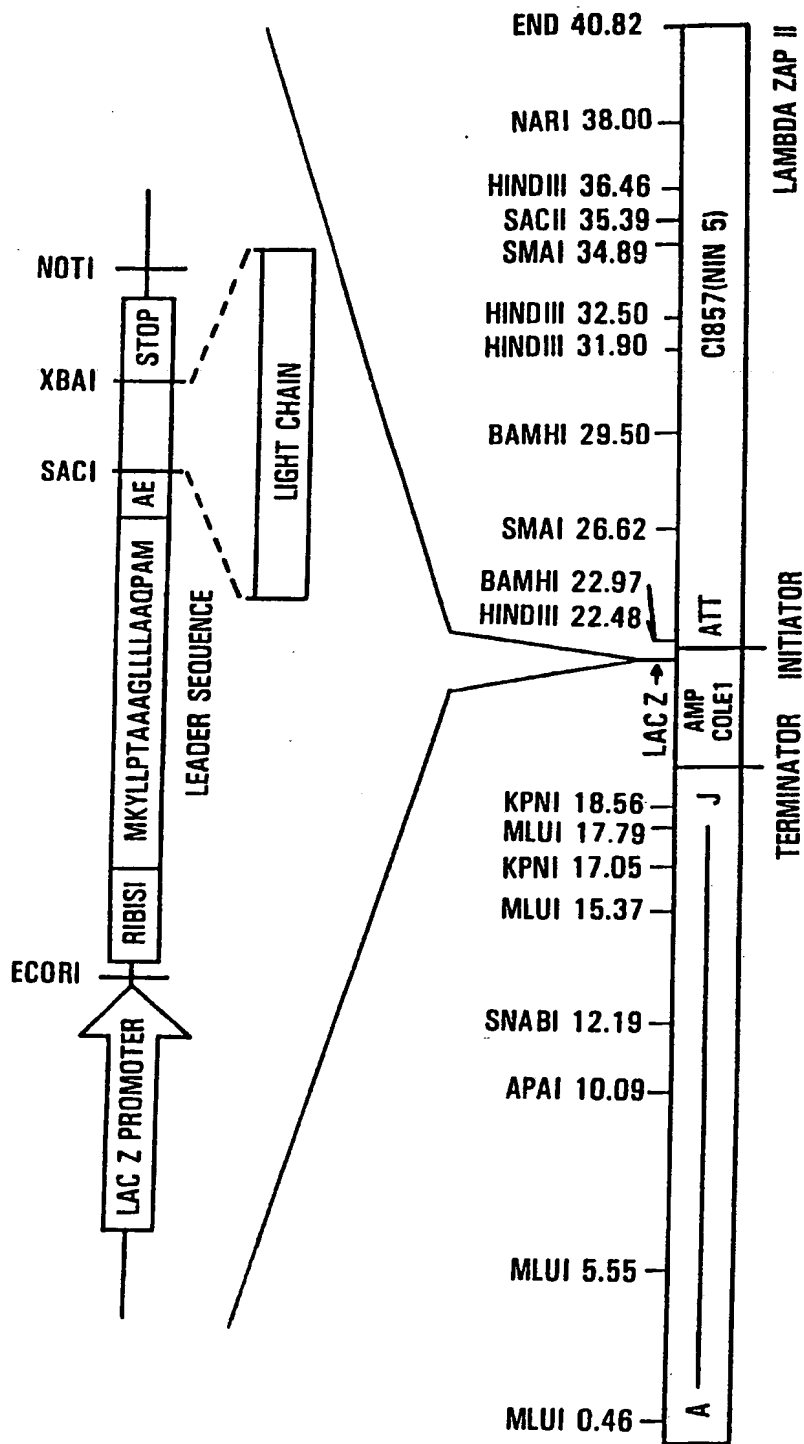 NOTI
XBAI
SACI
ECORI
STOP
AE
MKYLLPTAAAGLLLLAAQPAM
RIBISI
LAC Z PROMOTER
LEADER SEQUENCE
LIGHT CHAIN
END 40.82
NARI 38.00
HINDIII 36.46
SACII 35.39
SMAI 34.89
HINDIII 32.50
HINDIII 31.90
BAMHI 29.50
SMAI 26.62
BAMHI 22.97
HINDIII 22.48
LAC Z
KPNI 18.56
MLUI 17.79
KPNI 17.05
MLUI 15.37
SNABI 12.19
APAI 10.09
MLUI 5.55
MLUI 0.46
CI857(NIN 5)
ATT
AMP
COLE1
J
A
LAMBDA ZAP II
INITIATOR
TERMINATOR